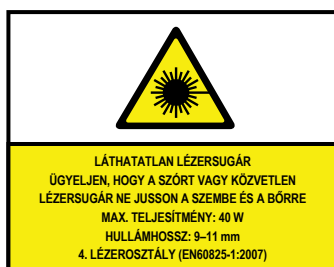 LÁTHATATLAN LÉZERSUGÁR
ÜGYELJEN, HOGY A SZÓRT VAGY KÖZVETLEN
LÉZERSUGÁR NE JUSSON A SZEMBE ÉS A BŐRRE
MAX. TELJESÍTMÉNY: 40 W
HULLÁMHOSSZ: 9–11 mm
4. LÉZEROSZTÁLY (EN60825-1:2007)